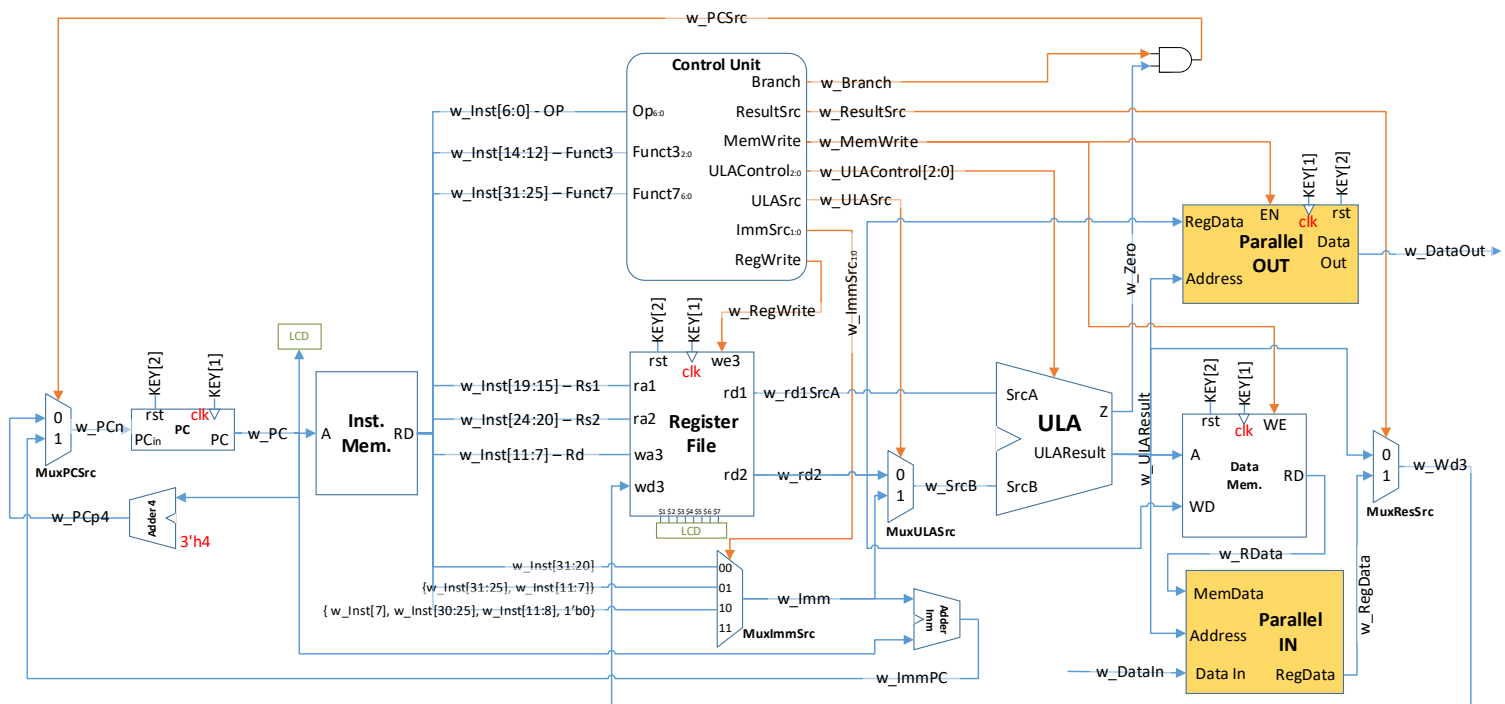 w_PCSrc
Control Unit
Branch
w_Branch
ResultSrc
w_ResultSrc
MemWrite
w_MemWrite
ULAControl2:0
w_ULAControl[2:0]
ULASrc
w_ULASrc
ImmSrc1:0
RegWrite
w_Inst[6:0] - OP
Op6:0
w_Inst[14:12] – Funct3
Funct32:0
w_Inst[31:25] – Funct7
Funct76:0
w_RegWrite
w_ImmSrc1:0
w_Zero
KEY[1]
KEY[2]
RegData
EN
clk
rst
Parallel
OUT
Data
Out
Address
w_DataOut
LCD
KEY[2]
KEY[1]
rst
clk
we3
w_Inst[19:15] – Rs1
ra1
rd1
w_rd1SrcA
w_Inst[24:20] – Rs2
ra2
Register
File
w_Inst[11:7] – Rd
wa3
rd2
w_rd2
wd3
$1 $2 $3 $4 $5 $6 $7
LCD
0
1
MuxPCSrc
w_PCn
KEY[2]
KEY[1]
rst
clk
PC
PCin
PC
w_PC
A
Inst.
Mem.
RD
w_PCp4
Adder 4
3'h4
0
1
MuxULASrc
w_SrcB
SrcA
ULA
Z
ULAResult
SrcB
w_ULAResult
KEY[2]
KEY[1]
rst
clk
WE
A
Data
Mem.
RD
WD
0
1
MuxResSrc
w_Wd3
w_RData
w_RegData
w_Inst[31:20]
{w_Inst[31:25], w_Inst[11:7]}
{ w_Inst[7], w_Inst[30:25], w_Inst[11:8], 1'b0}
00
01
10
11
MuxImmSrc
w_Imm
Adder
Imm
w_ImmPC
MemData
Address
Parallel
IN
w_DataIn
Data In
RegData